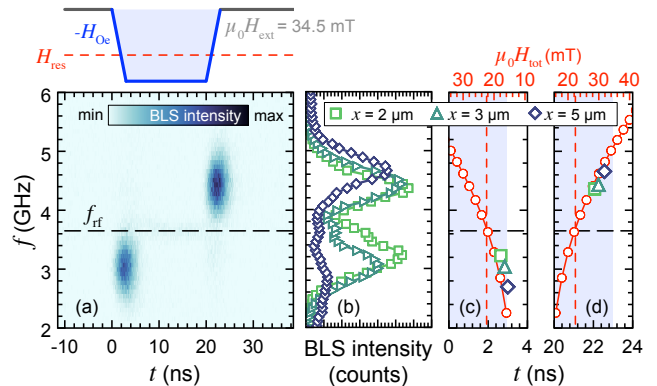 -H_Oe
μ₀H_ext = 34.5 mT
H_res
μ₀H_tot (mT)
30 20 10
20 30 40
min BLS intensity max
x = 2 μm x = 3 μm x = 5 μm
f (GHz)
6
5
4
3
2
f_rf
(a)
(b)
(c)
(d)
-10 0 10 20 30
t (ns)
BLS intensity
(counts)
0 2 4
t (ns)
20 22 24
t (ns)